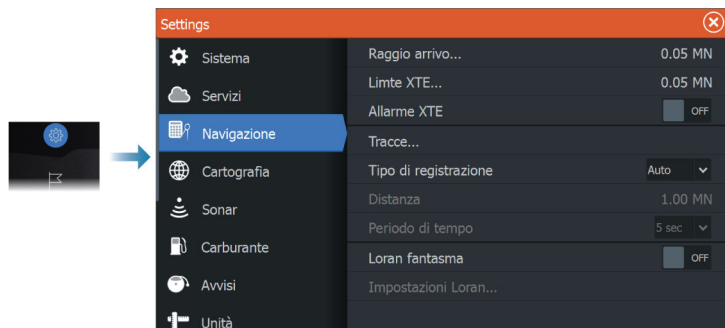 Settings
Sistema
Servizi
Navigazione
Cartografia
Sonar
Carburante
Avvisi
Unità
Raggio arrivo... 0.05 MN
Limte XTE... 0.05 MN
Allarme XTE OFF
Tracce...
Tipo di registrazione Auto
Distanza 1.00 MN
Periodo di tempo 5 sec
Loran fantasma OFF
Impostazioni Loran...